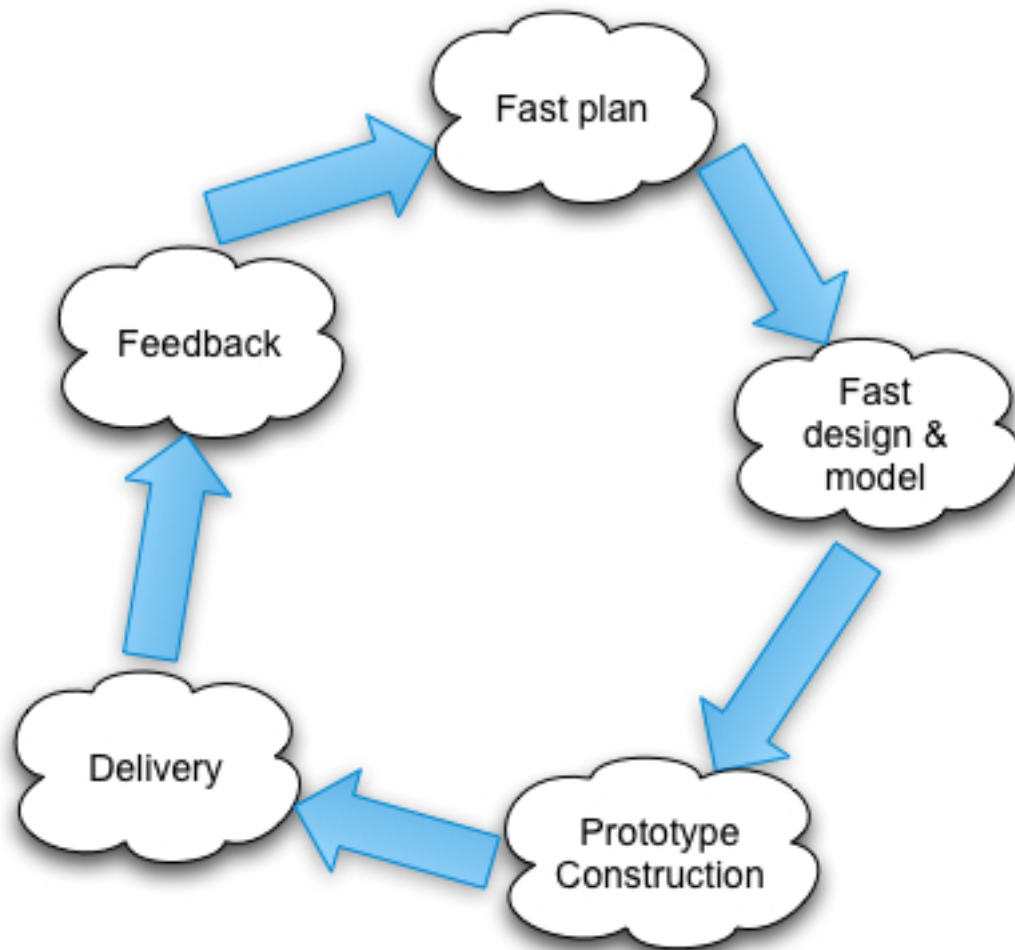 Fast plan
Fast
design &
model
Prototype
Construction
Delivery
Feedback